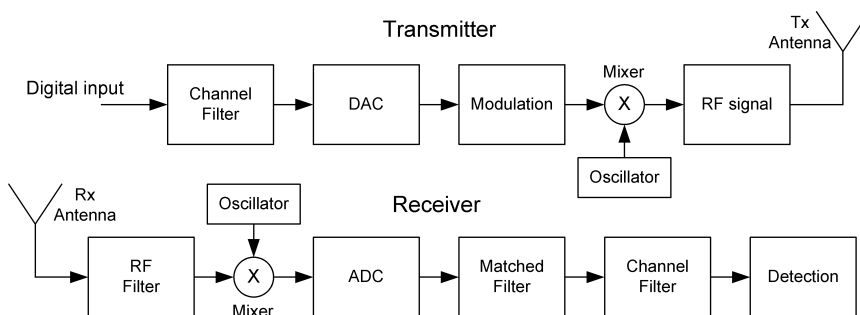 Transmitter
Tx
Antenna
Digital input
Channel
Filter
DAC
Modulation
Mixer
X
RF signal
Oscillator
Rx
Antenna
Oscillator
Receiver
RF
Filter
X
Mixer
ADC
Matched
Filter
Channel
Filter
Detection